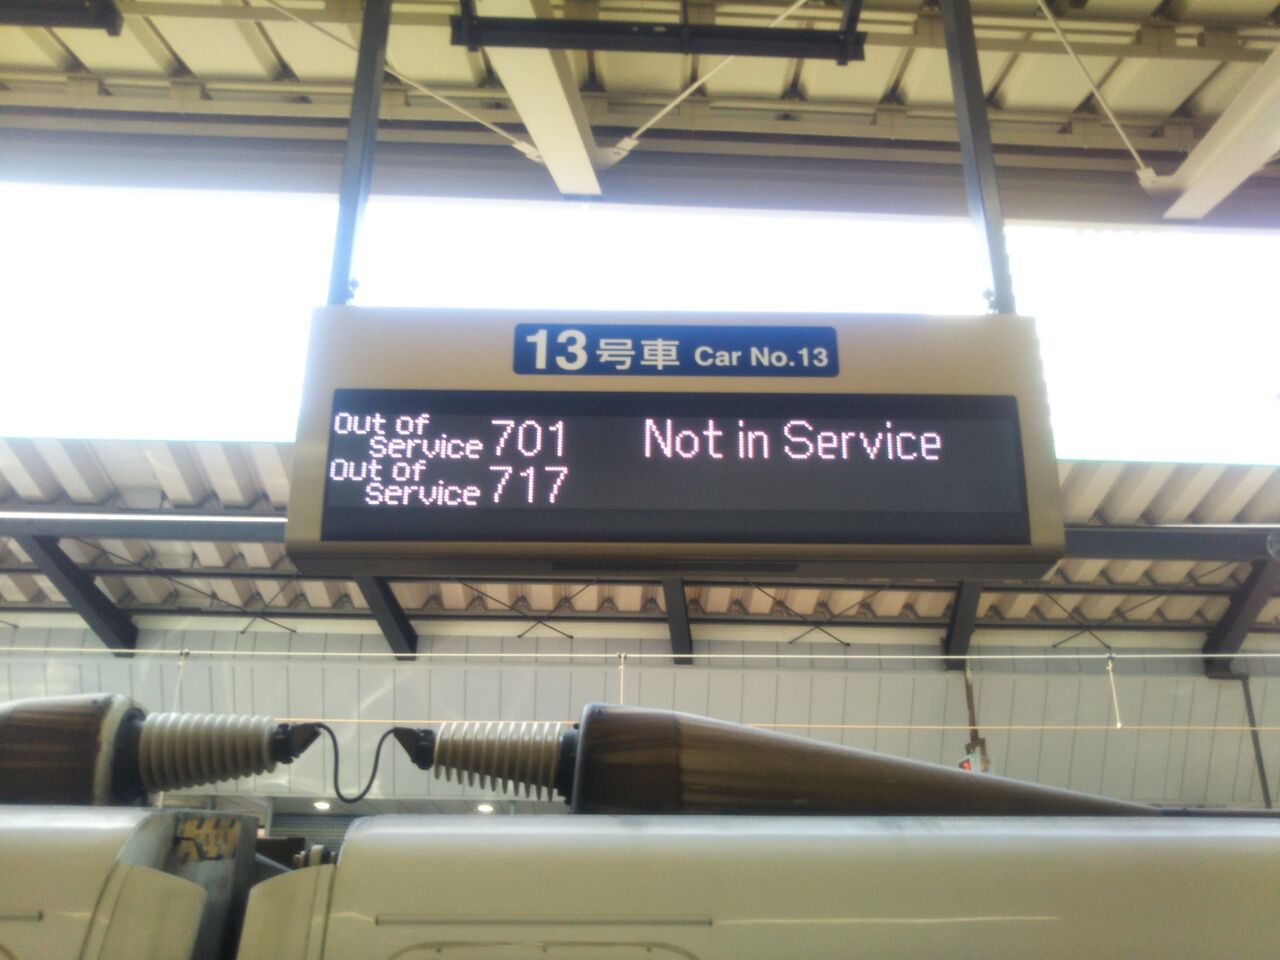 13号車 Car No.13
Out of Service 701 Not in Service
Out of Service 717